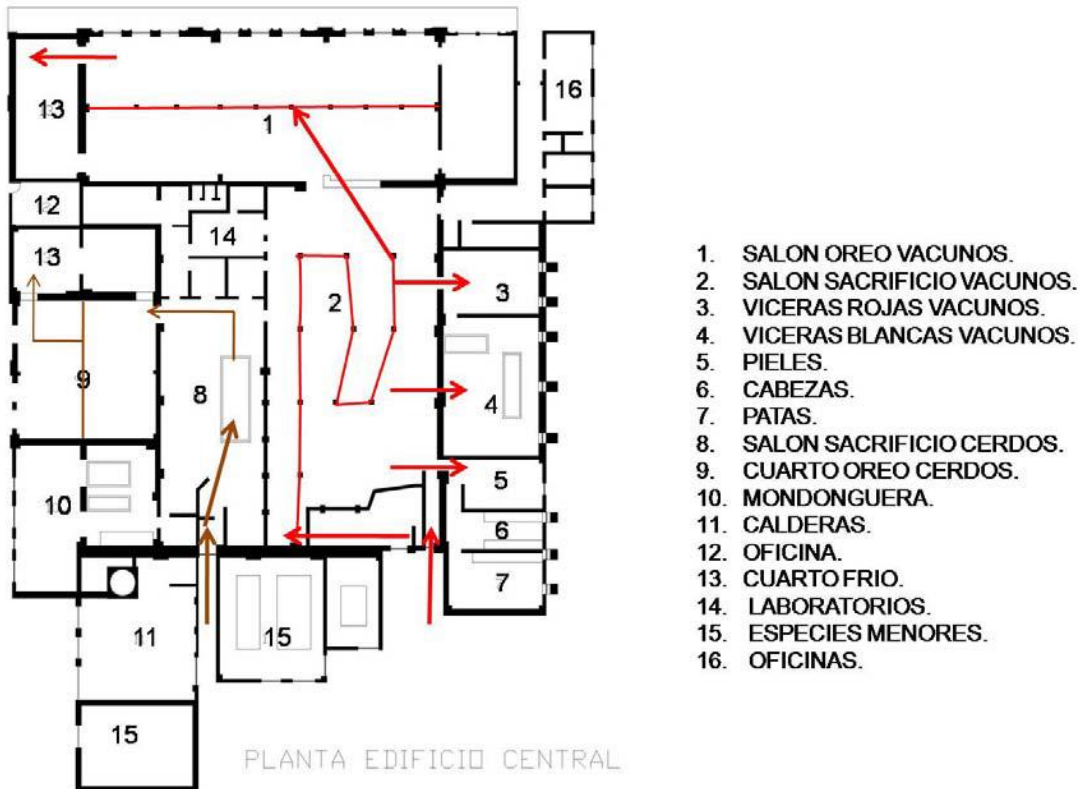 13
1
16
12
14
13
2
3
9
8
4
5
10
6
7
11
15
15
PLANTA EDIFICIO CENTRAL
1. SALON OREO VACUNOS.
2. SALON SACRIFICIO VACUNOS.
3. VICERAS ROJAS VACUNOS.
4. VICERAS BLANCAS VACUNOS.
5. PIELES.
6. CABEZAS.
7. PATAS.
8. SALON SACRIFICIO CERDOS.
9. CUARTO OREO CERDOS.
10. MONDONGUERA.
11. CALDERAS.
12. OFICINA.
13. CUARTO FRIO.
14. LABORATORIOS.
15. ESPECIES MENORES.
16. OFICINAS.